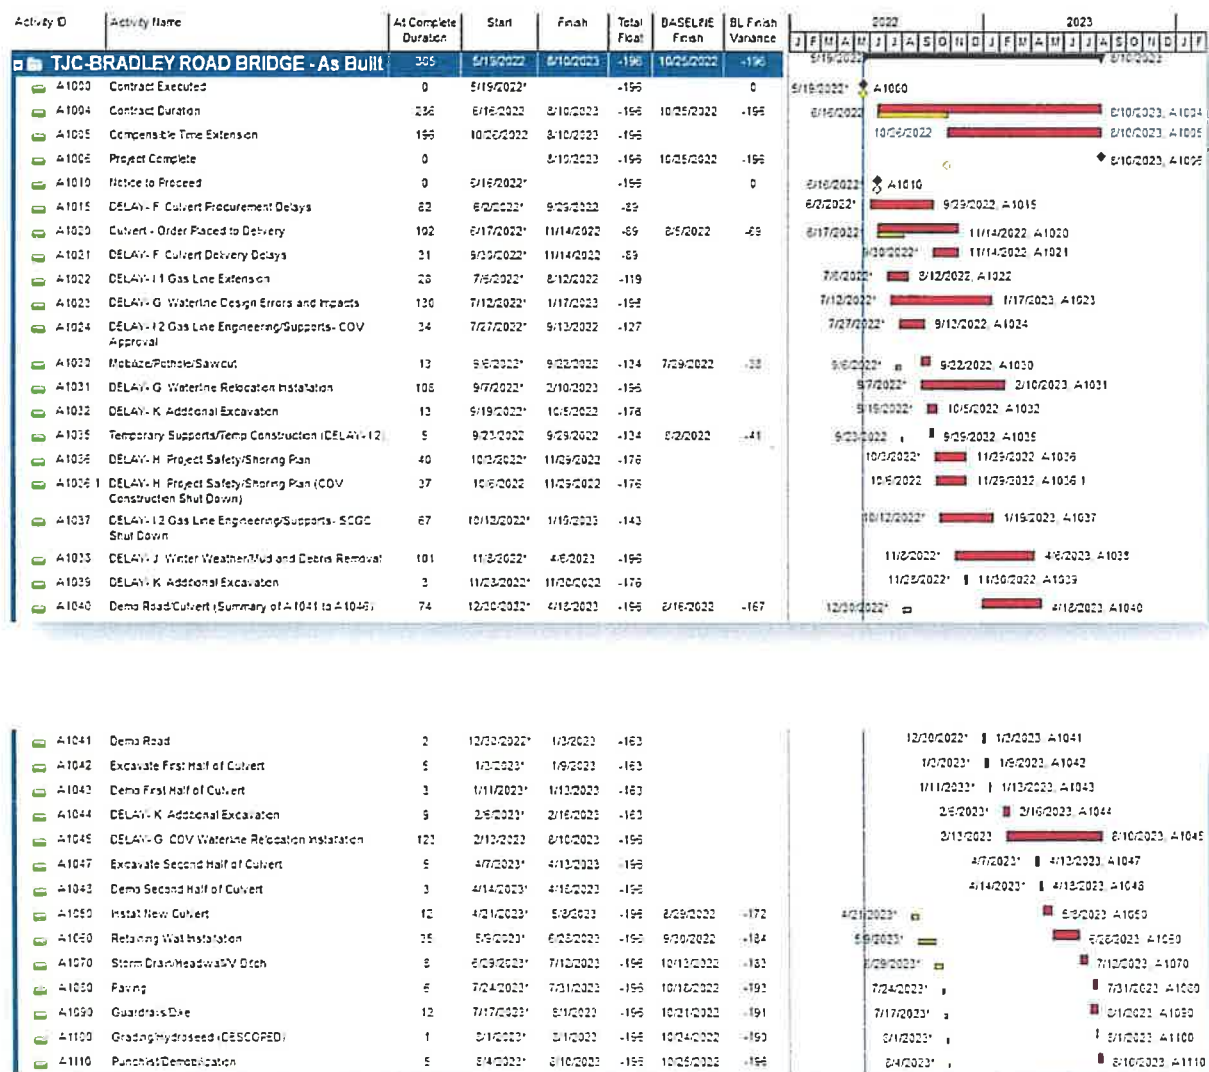 Activity ID Activity Name At Complete Start Finish Total BASELINE BL Finish 2022 2023
Duration Float Finish Variance J F M A M J J A S O N D J F M A M J J A S O N D J F
TJC-BRADLEY ROAD BRIDGE - As Built 305 5/19/2022 8/10/2023 -196 10/25/2022 -196 5/19/2022 8/10/2023
A1000 Contract Executed 0 5/19/2022* -196 0 5/19/2022* A1000
A1004 Contract Duration 6/16/2022 8/10/2023 -196 10/25/2022 -196 6/16/2022 8/10/2023, A1004
A1005 Compensible Time Extension 196 10/26/2022 8/10/2023 -196 10/26/2022 8/10/2023, A1005
A1006 Project Complete 0 8/10/2023 -196 10/25/2022 -196 8/10/2023, A1006
A1010 Notice to Proceed 0 6/16/2022* -196 0 6/16/2022* A1010
A1015 DELAY- F Culvert Procurement Delays 82 6/2/2022* 9/29/2022 -89 6/2/2022* 9/29/2022, A1015
A1020 Culvert - Order Placed to Delivery 102 6/17/2022* 11/14/2022 -89 8/5/2022 -69 6/17/2022* 11/14/2022, A1020
A1021 DELAY- F Culvert Delivery Delays 31 9/30/2022* 11/14/2022 -89 9/30/2022* 11/14/2022, A1021
A1022 DELAY- I 1 Gas Line Extension 28 7/6/2022* 8/12/2022 -119 7/6/2022* 8/12/2022, A1022
A1023 DELAY- G Waterline Design Errors and Impacts 130 7/12/2022* 1/17/2023 -196 7/12/2022* 1/17/2023, A1023
A1024 DELAY- I 2 Gas Line Engineering/Supports- COV 34 7/27/2022* 9/13/2022 -127 7/27/2022* 9/13/2022, A1024
Approval
A1030 Mobilize/Pothole/Sawcut 13 9/6/2022* 9/22/2022 -134 7/29/2022 -38 9/6/2022* 9/22/2022, A1030
A1031 DELAY- G Waterline Relocation Installation 108 9/7/2022* 2/10/2023 -196 9/7/2022* 2/10/2023, A1031
A1032 DELAY- K Additional Excavation 13 9/19/2022* 10/5/2022 -176 9/19/2022* 10/5/2022, A1032
A1035 Temporary Supports/Temp Construction (DELAY- I 2) 5 9/23/2022 9/29/2022 -134 8/2/2022 -41 9/23/2022 9/29/2022, A1035
A1036 DELAY- H Project Safety/Shoring Plan 40 10/3/2022* 11/29/2022 -176 10/3/2022* 11/29/2022, A1036
A1036.1 DELAY- H Project Safety/Shoring Plan (COV 37 10/6/2022 11/29/2022 -176 10/6/2022 11/29/2022, A1036.1
Construction Shut Down)
A1037 DELAY- I 2 Gas Line Engineering/Supports- SCGC 67 10/12/2022* 1/19/2023 -143 10/12/2022* 1/19/2023, A1037
Shut Down
A1038 DELAY- J Winter Weather/Mud and Debris Removal 101 11/8/2022* 4/6/2023 -196 11/8/2022* 4/6/2023, A1038
A1039 DELAY- K Additional Excavation 3 11/28/2022* 11/30/2022 -176 11/28/2022* 11/30/2022, A1039
A1040 Demo Road/Culvert (Summary of A1041 to A1048) 74 12/30/2022* 4/18/2023 -196 8/16/2022 -167 12/30/2022* 4/18/2023, A1040
A1041 Demo Road 2 12/30/2022* 1/3/2023 -163 12/30/2022* 1/3/2023, A1041
A1042 Excavate First Half of Culvert 5 1/3/2023* 1/9/2023 -163 1/3/2023* 1/9/2023, A1042
A1043 Demo First Half of Culvert 3 1/11/2023* 1/13/2023 -163 1/11/2023* 1/13/2023, A1043
A1044 DELAY- K Additional Excavation 9 2/6/2023* 2/16/2023 -163 2/6/2023* 2/16/2023, A1044
A1045 DELAY- G COV Waterline Relocation Installation 123 2/13/2023 8/10/2023 -196 2/13/2023 8/10/2023, A1045
A1047 Excavate Second Half of Culvert 5 4/7/2023* 4/13/2023 -196 4/7/2023* 4/13/2023, A1047
A1048 Demo Second Half of Culvert 3 4/14/2023* 4/18/2023 -196 4/14/2023* 4/18/2023, A1048
A1050 Install New Culvert 12 4/21/2023* 5/8/2023 -196 8/29/2022 -172 4/21/2023* 5/8/2023, A1050
A1060 Retaining Wall Installation 35 5/9/2023* 6/28/2023 -196 9/30/2022 -184 5/9/2023* 6/28/2023, A1060
A1070 Storm Drain/Headwall/V Ditch 8 6/29/2023* 7/12/2023 -196 10/13/2022 -183 6/29/2023* 7/12/2023, A1070
A1080 Paving 6 7/24/2023* 7/31/2023 -196 10/18/2022 -193 7/24/2023* 7/31/2023, A1080
A1090 Guardrails/Dike 12 7/17/2023* 8/1/2023 -196 10/21/2022 -191 7/17/2023* 8/1/2023, A1090
A1100 Grading/Hydroseed (DESCOPED) 1 8/1/2023* 8/1/2023 -196 10/24/2022 -190 8/1/2023* 8/1/2023, A1100
A1110 Punchlist/Demobilization 5 8/4/2023* 8/10/2023 -196 10/25/2022 -196 8/4/2023* 8/10/2023, A1110